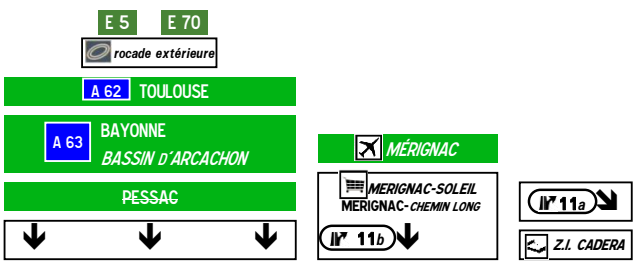 E 5 E 70
rocade extérieure
A 62 TOULOUSE
A 63 BAYONNE
BASSIN D'ARCACHON
PESSAC
MÉRIGNAC
MERIGNAC-SOLEIL
MERIGNAC-CHEMIN LONG
11b
11a
Z.I. CADERA